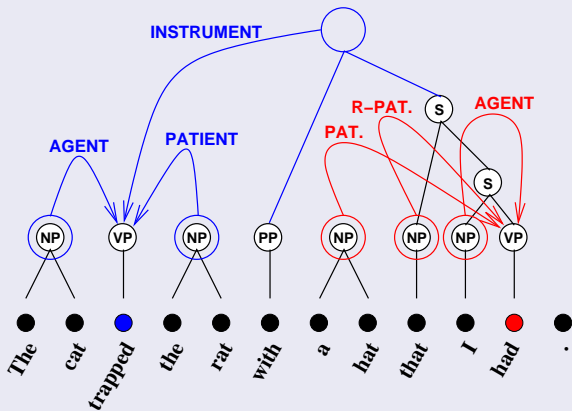 INSTRUMENT
S
R-PAT.
AGENT
PAT.
AGENT
PATIENT
S
NP
VP
NP
PP
NP
NP
NP
VP
The cat trapped the rat with a hat that I had .